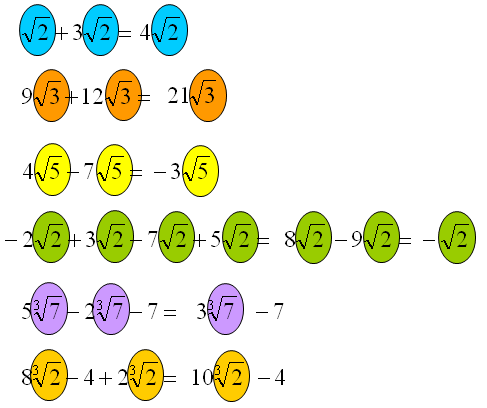 √2 + 3√2 = 4√2
9√3 + 12√3 = 21√3
4√5 − 7√5 = −3√5
−2√2 + 3√2 − 7√2 + 5√2 = 8√2 − 9√2 = −√2
5∛7 − 2∛7 − 7 = 3∛7 − 7
8∛2 − 4 + 2∛2 = 10∛2 − 4